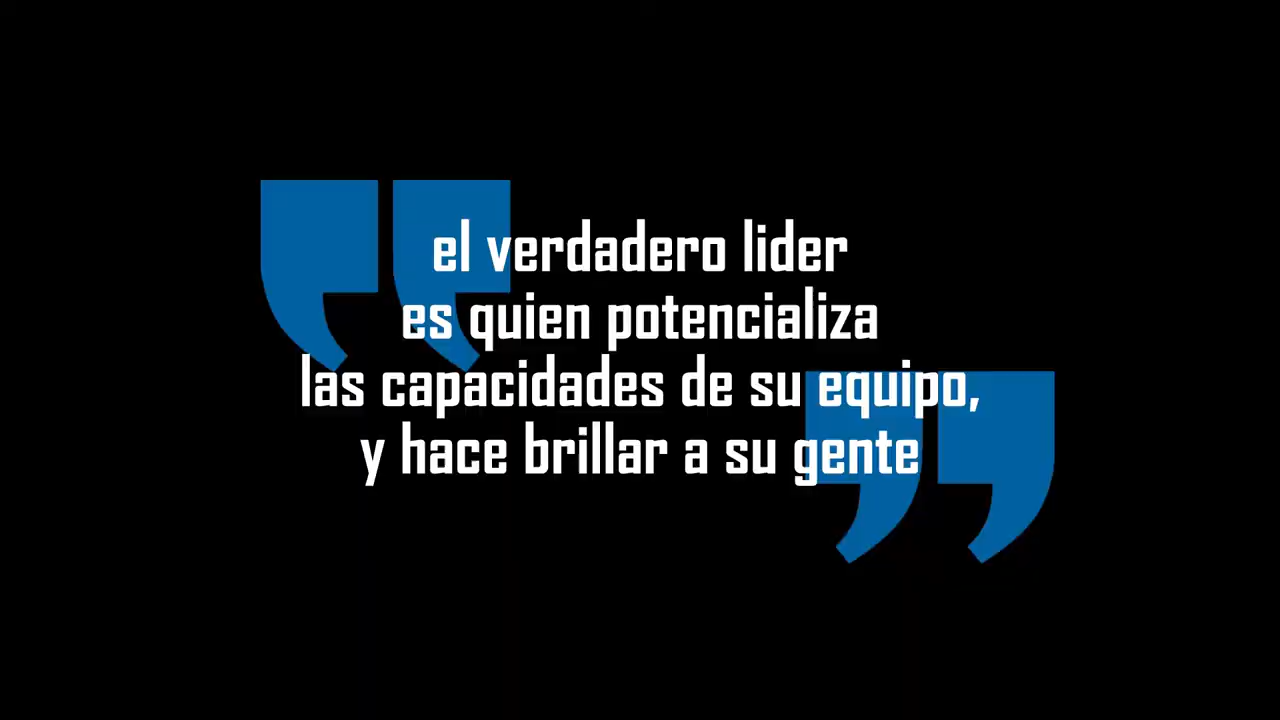 el verdadero lider
es quien potencializa
las capacidades de su equipo,
y hace brillar a su gente